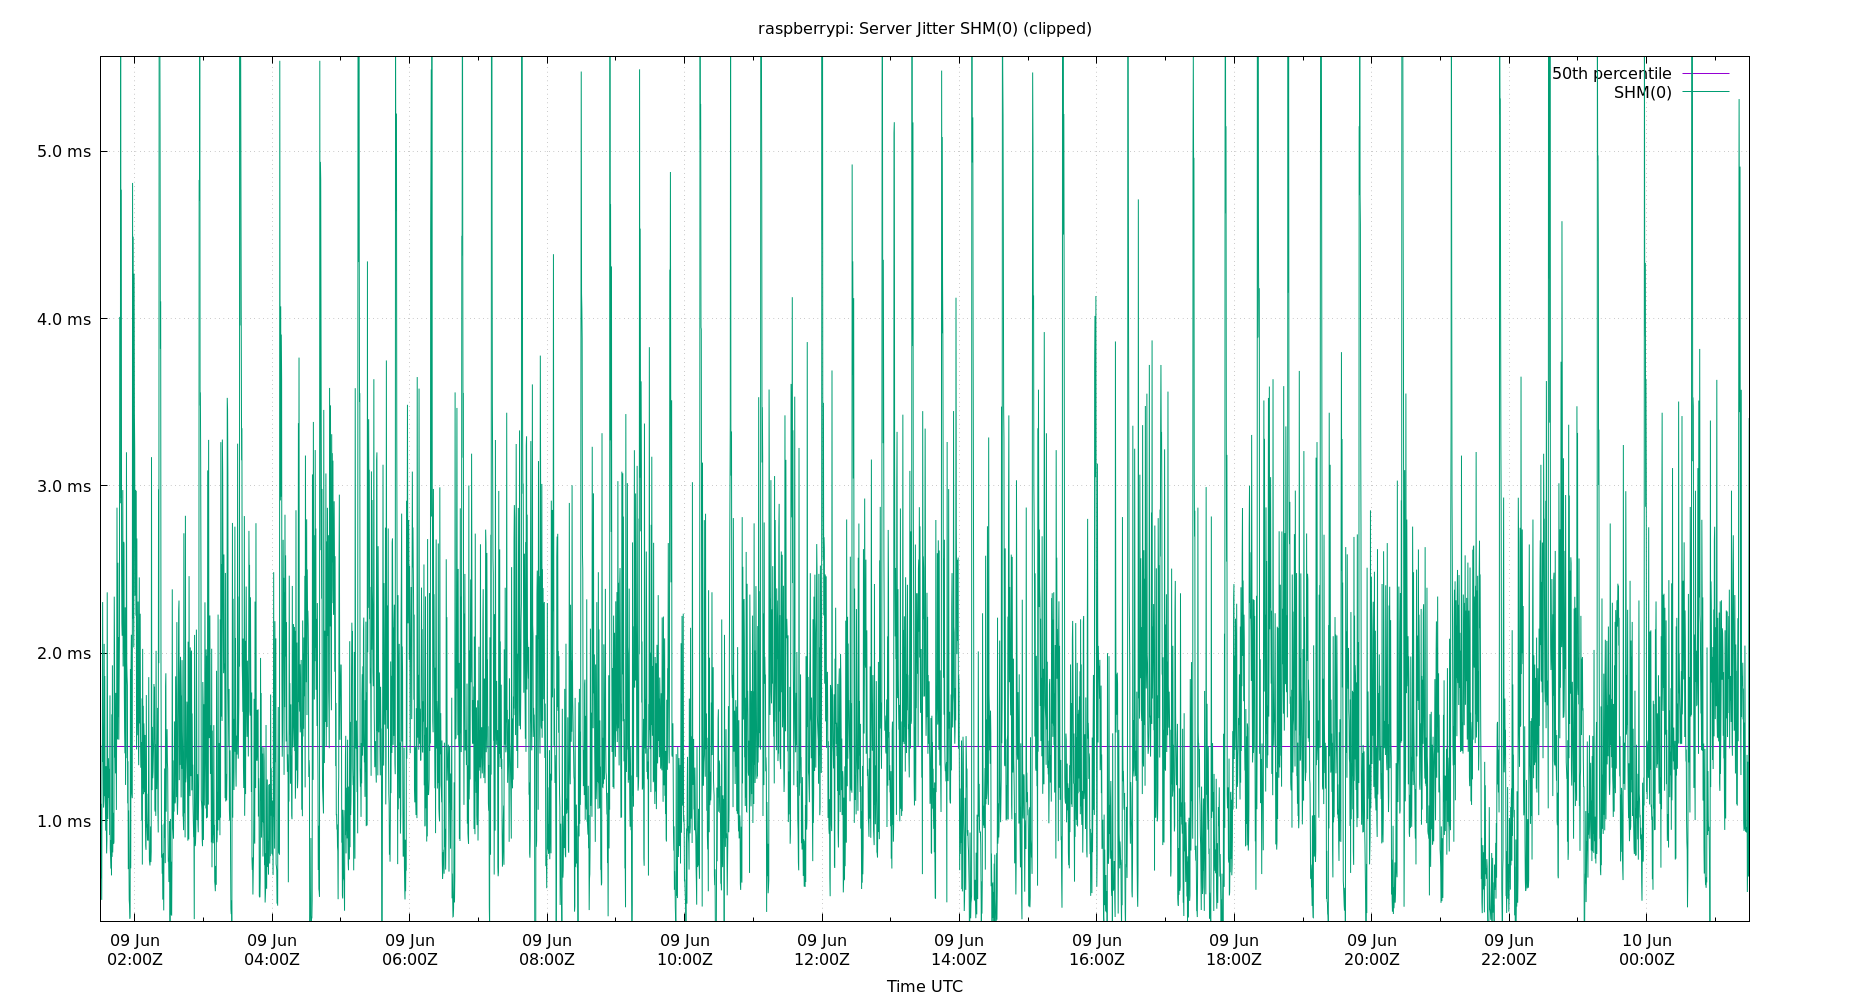 raspberrypi: Server Jitter SHM(0) (clipped)
50th percentile
SHM(0)
5.0 ms
4.0 ms
3.0 ms
2.0 ms
1.0 ms
09 Jun 09 Jun 09 Jun 09 Jun 09 Jun 09 Jun 09 Jun 09 Jun 09 Jun 09 Jun 09 Jun 10 Jun
02:00Z 04:00Z 06:00Z 08:00Z 10:00Z 12:00Z 14:00Z 16:00Z 18:00Z 20:00Z 22:00Z 00:00Z
Time UTC